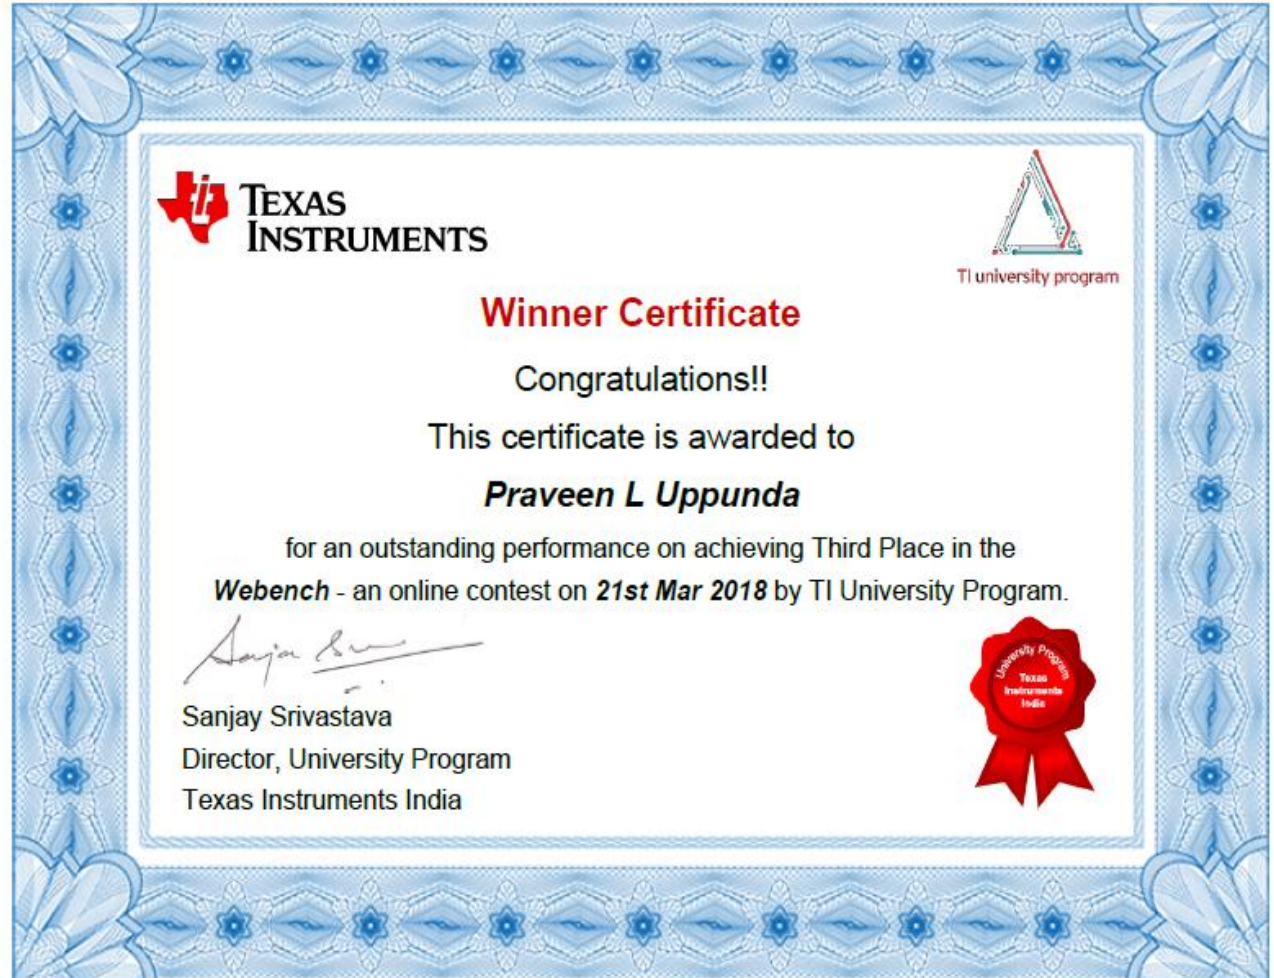 TEXAS
INSTRUMENTS
TI university program
Winner Certificate
Congratulations!!
This certificate is awarded to
Praveen L Uppunda
for an outstanding performance on achieving Third Place in the
Webench - an online contest on 21st Mar 2018 by TI University Program.
Sanjay Srivastava
Director, University Program
Texas Instruments India
University Program
Texas
Instruments
India